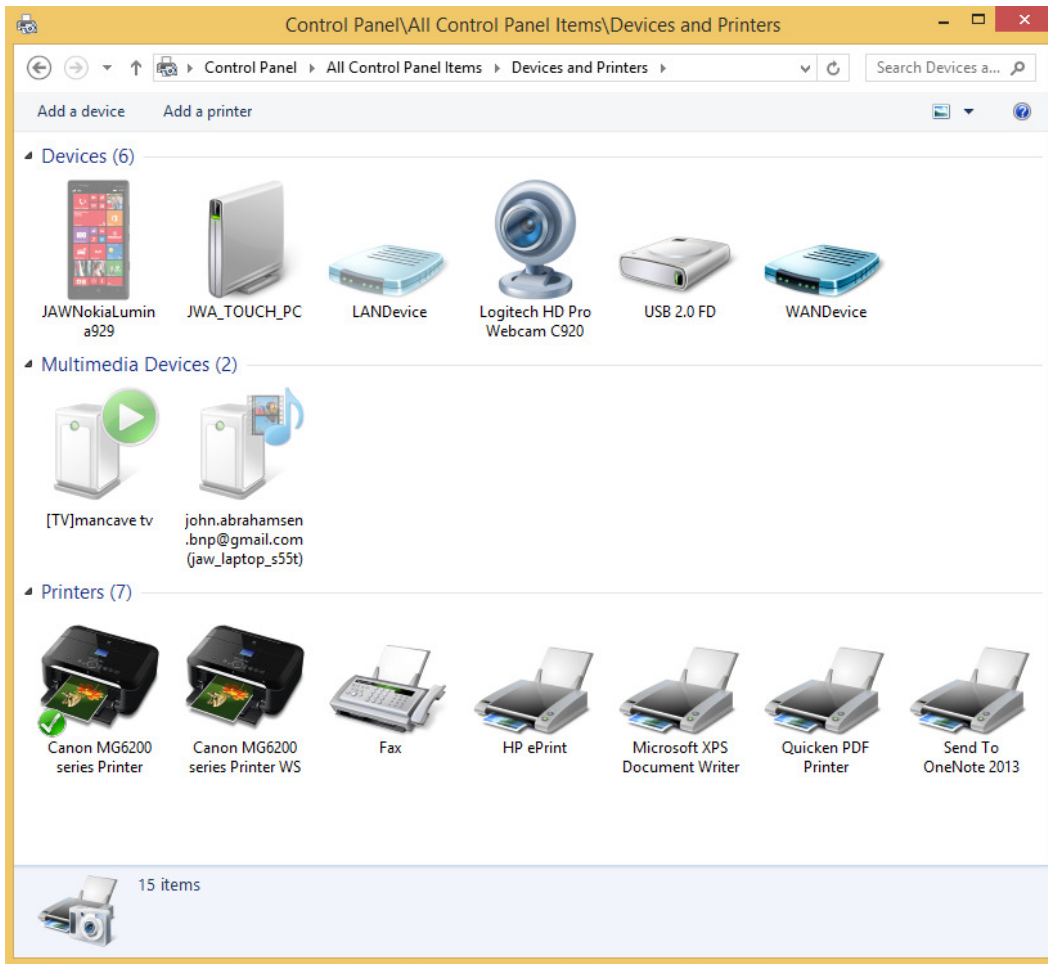 Control Panel\All Control Panel Items\Devices and Printers
Control Panel All Control Panel Items Devices and Printers
Search Devices a...
Add a device Add a printer
Devices (6)
JAWNokiaLumin
a929
JWA_TOUCH_PC
LANDevice
Logitech HD Pro
Webcam C920
USB 2.0 FD
WANDevice
Multimedia Devices (2)
[TV]mancave tv
john.abrahamsen
.bnp@gmail.com
(jaw_laptop_s55t)
Printers (7)
Canon MG6200
series Printer
Canon MG6200
series Printer WS
Fax
HP ePrint
Microsoft XPS
Document Writer
Quicken PDF
Printer
Send To
OneNote 2013
15 items